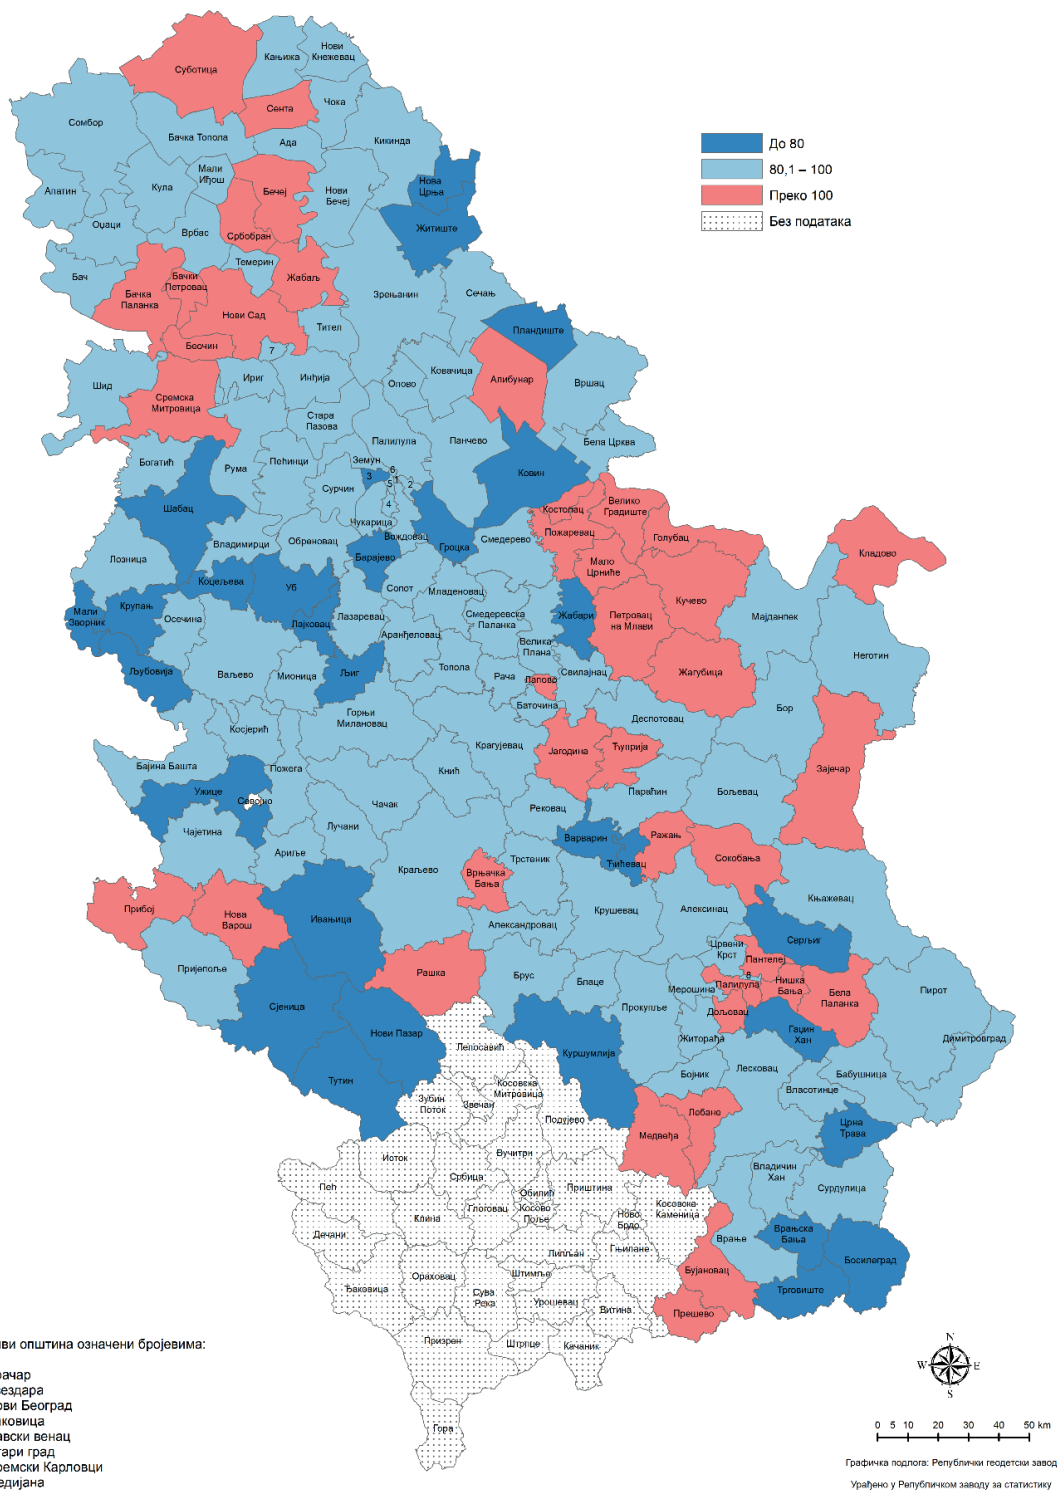 Суботица
Кањижа
Нови
Кнежевац
Сента
Чока
Сомбор
Бачка Топола
Ада
Кикинда
Мали
Иђош
Апатин
Кула
Бечеј
Нови
Бечеј
Нова
Црња
Оџаци
Врбас
Србобран
Житиште
Темерин
Бач
Бачки
Петровац
Жабаљ
Бачка
Паланка
Зрењанин
Сечањ
Нови Сад
Тител
Пландиште
Беочин
7
Шид
Ириг
Инђија
Опово
Ковачица
Алибунар
Вршац
Сремска
Митровица
Стара
Пазова
Палилула
Панчево
Бела Црква
Богатић
Рума
Пећинци
Земун
6
3
5
1
2
Сурчин
Ковин
4
Шабац
Чукарица
Костолац
Велико
Градиште
Пожаревац
Голубац
Владимирци
Обреновац
Вождовац
Гроцка
Смедерево
Барајево
Кладово
Лозница
Мало
Црниће
Коцељева
Уб
Сопот
Младеновац
Кучево
Мали
Зворник
Крупањ
Осечина
Лајковац
Лазаревац
Смедеревска
Паланка
Жабари
Петровац
на Млави
Мајданпек
Аранђеловац
Велика
Плана
Неготин
Љубовија
Ваљево
Мионица
Љиг
Топола
Рача
Лапово
Свилајнац
Жагубица
Баточина
Бор
Горњи
Милановац
Деспотовац
Косјерић
Крагујевац
Јагодина
Ћуприја
Бајина Башта
Пожега
Кнић
Зајечар
Ужице
Севојно
Чачак
Параћин
Бољевац
Рековац
Чајетина
Лучани
Варварин
Ражањ
Ариље
Трстеник
Ћићевац
Сокобања
Краљево
Врњачка
Бања
Књажевац
Прибој
Нова
Варош
Ивањица
Крушевац
Алексинац
Александровац
Сврљиг
Црвени
Крст
Пантелеј
Пријепоље
Рашка
Брус
Блаце
8
Палилула
Нишка
Бања
Мерошина
Бела
Паланка
Пирот
Сјеница
Прокупље
Дољевац
Нови Пазар
Гаџин
Хан
Житорађа
Димитровград
Лепосавић
Куршумлија
Лесковац
Бојник
Бабушница
Тутин
Косовска
Митровица
Власотинце
Зубин
Поток
Звечан
Подујево
Лебане
Медвеђа
Црна
Трава
Вучитрн
Исток
Србица
Владичин
Хан
Пећ
Приштина
Сурдулица
Обилић
Глоговац
Косово
Поље
Косовска
Каменица
Клина
Ново
Брдо
Дечани
Врање
Врањска
Бања
Липљан
Гњилане
Босилеград
Штимље
Бујановац
Ораховац
Ђаковица
Сува
Река
Урошевац
Трговиште
Витина
Прешево
Призрен
Штрпце
Качаник
Гора
До 80
80,1 – 100
Преко 100
Без података
иви општина означени бројевима:
рачар
вездара
ови Београд
аковица
авски венац
тари град
ремски Карловци
едијана
N
W
E
S
0 5 10 20 30 40 50 km
Графичка подлога: Републички геодетски завод
Урађено у Републичком заводу за статистику